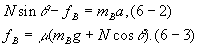 N sin θ − f_B = m_B a, (6 − 2)
f_B = μ(m_B g + N cos θ). (6 − 3)